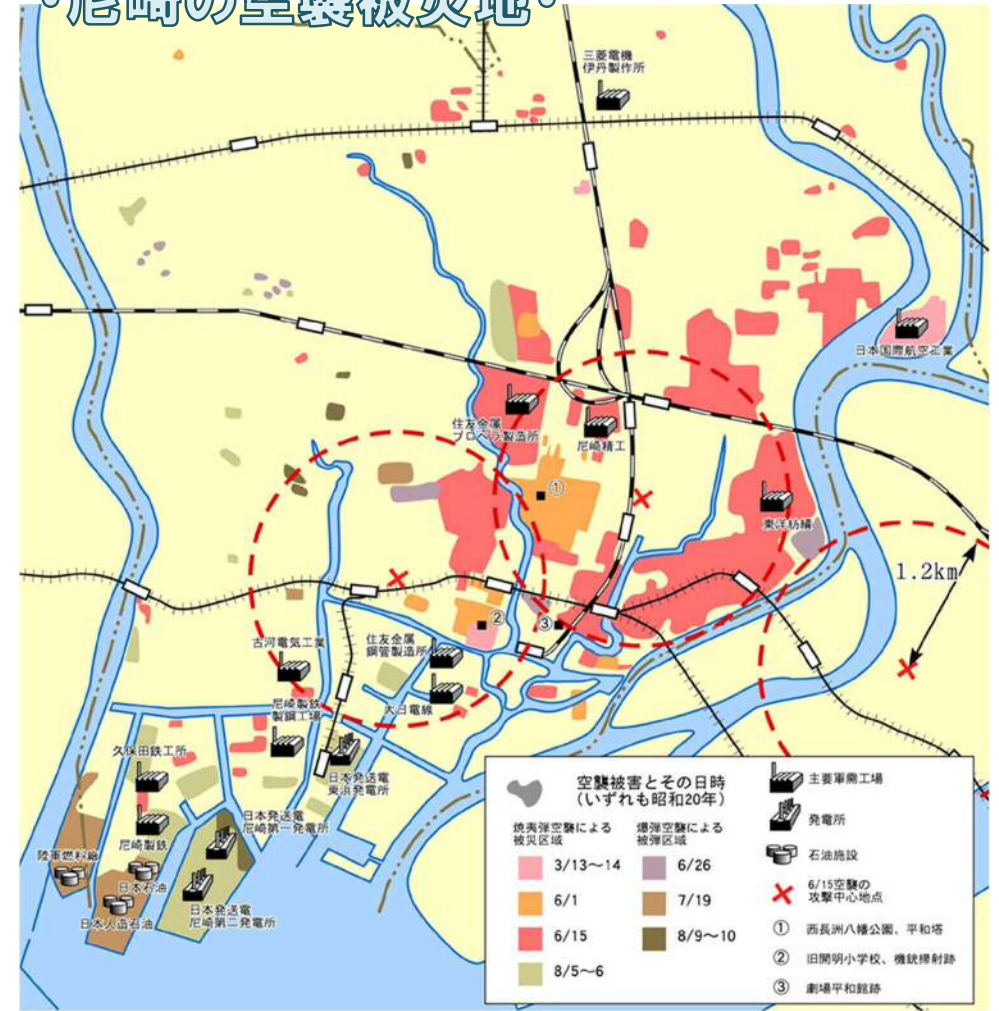 ・尼崎の空襲被災地・
三菱電機
伊丹製作所
日本国際航空工業
住友金属
プロペラ製造所
尼崎精工
①
東洋紡績
1.2km
②
③
古河電気工業
住友金属
鋼管製造所
尼崎製鉄
製鋼工場
大日電線
久保田鉄工所
日本発送電
東浜発電所
日本発送電
尼崎第一発電所
尼崎製鉄
陸軍燃料廠
日本石油
日本人造石油
日本発送電
尼崎第二発電所
空襲被害とその日時
(いずれも昭和20年)
焼夷弾空襲による
被災区域
3/13～14
6/1
6/15
8/5～6
爆弾空襲による
被弾区域
6/26
7/19
8/9～10
主要軍需工場
発電所
石油施設
6/15空襲の
攻撃中心地点
① 西長洲八幡公園、平和塔
② 旧開明小学校、機銃掃射跡
③ 劇場平和館跡